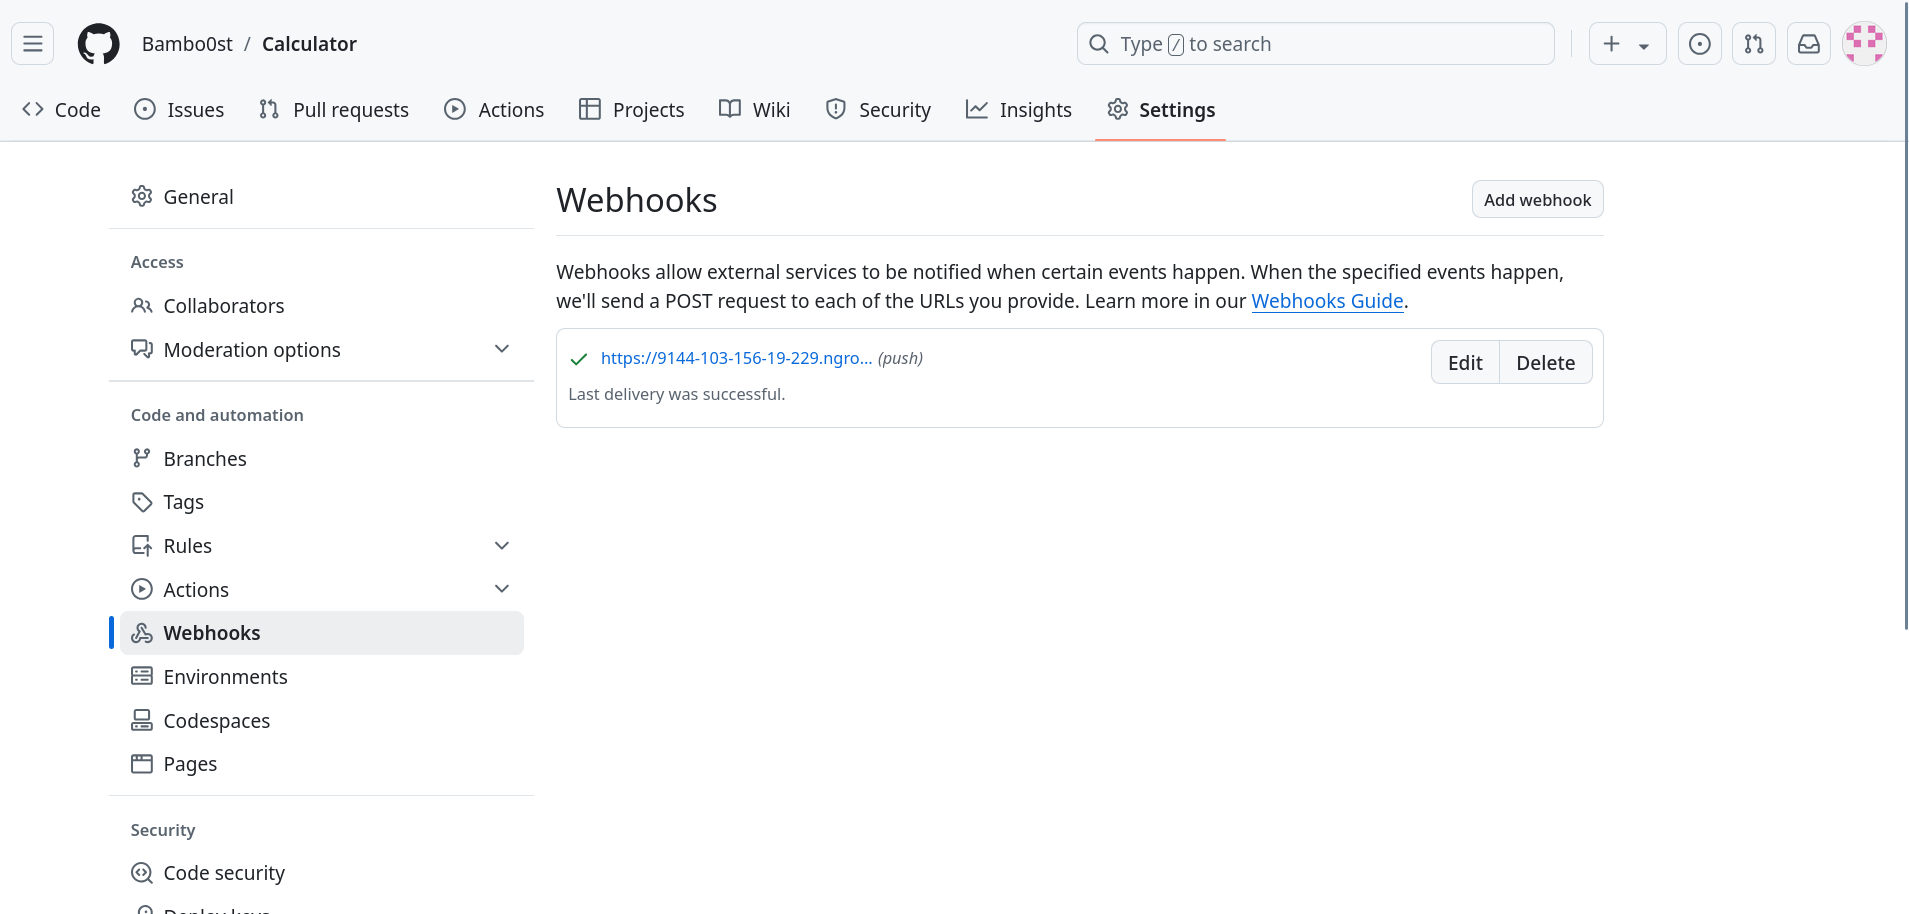 Bambo0st / Calculator
Type / to search
Code
Issues
Pull requests
Actions
Projects
Wiki
Security
Insights
Settings
General
Access
Collaborators
Moderation options
Code and automation
Branches
Tags
Rules
Actions
Webhooks
Environments
Codespaces
Pages
Security
Code security
Deploy keys
Webhooks
Add webhook
Webhooks allow external services to be notified when certain events happen. When the specified events happen,
we'll send a POST request to each of the URLs you provide. Learn more in our Webhooks Guide.
https://9144-103-156-19-229.ngro... (push)
Edit
Delete
Last delivery was successful.